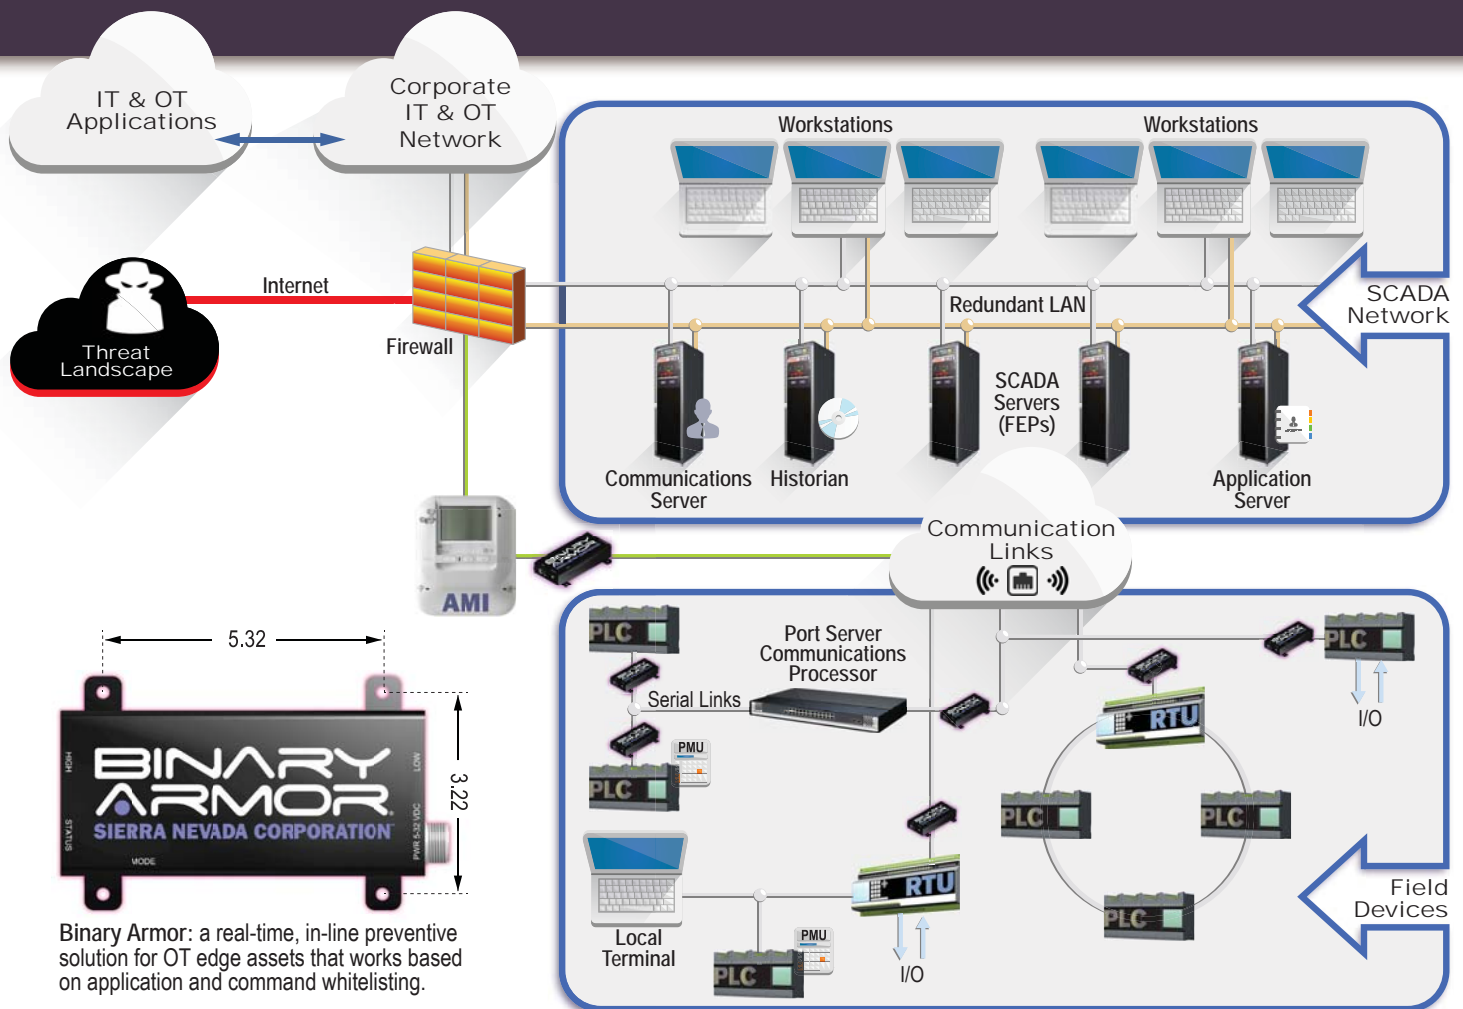 IT & OT
Applications
Corporate
IT & OT
Network
Workstations
Workstations
Internet
Threat
Landscape
Firewall
Redundant LAN
SCADA
Network
SCADA
Servers
(FEPs)
Communications
Server
Historian
Application
Server
Communication
Links
AMI
BINARY
ARMOR
PLC
Port Server
Communications
Processor
Serial Links
PLC
I/O
RTU
PMU
PLC
PLC
PLC
PLC
RTU
Local
Terminal
PMU
PLC
I/O
Field
Devices
5.32
3.22
HIGH
STATUS
MODE
LOW
PWR 5-32 VDC
BINARY
ARMOR
SIERRA NEVADA CORPORATION
Binary Armor: a real-time, in-line preventive
solution for OT edge assets that works based
on application and command whitelisting.